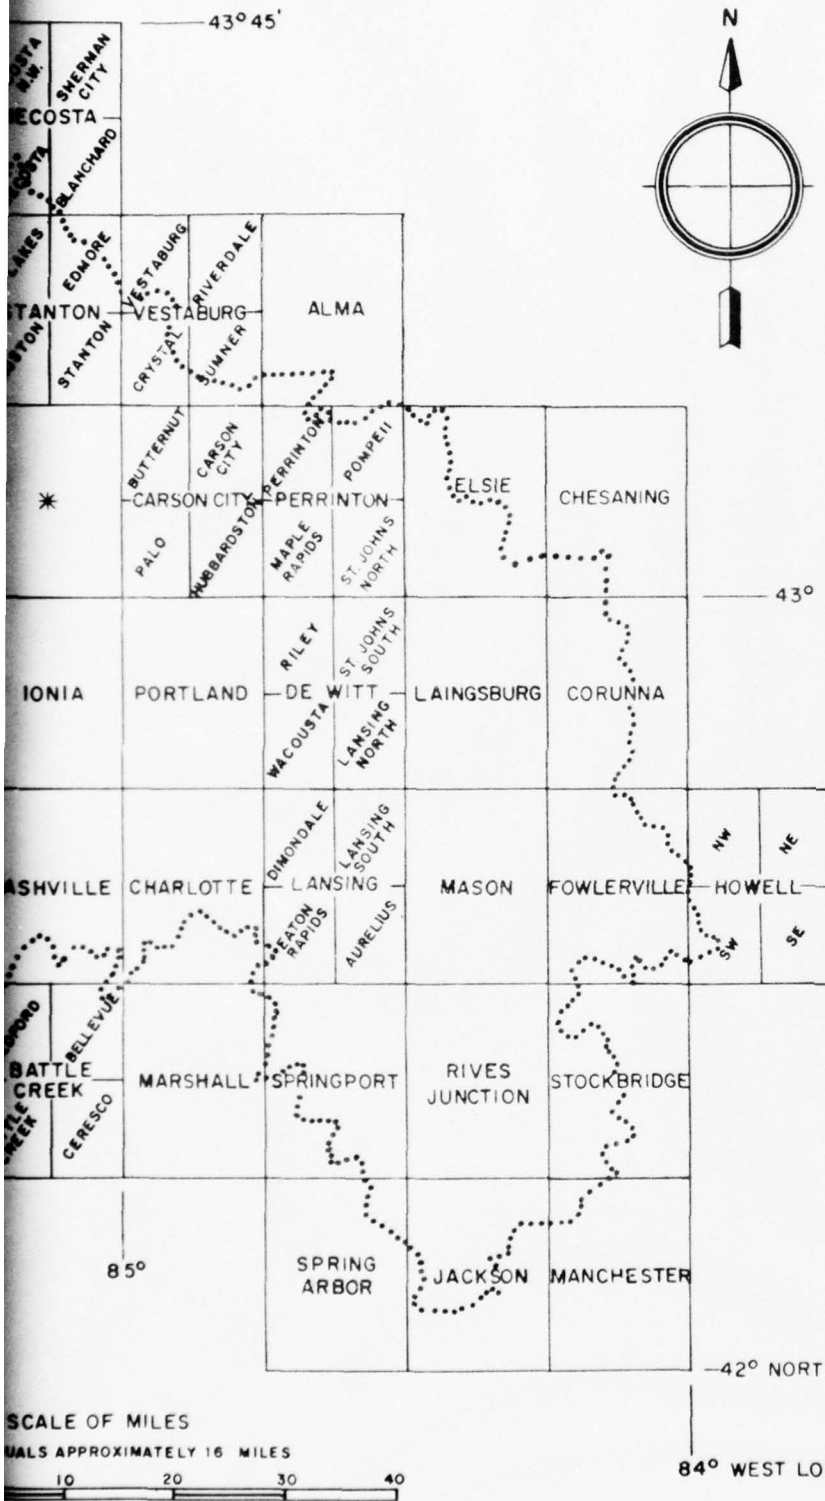 43° 45'
N
N.W.
SHERMAN
CITY
ECOSTA
BLANCHARD
LAKES
EDMORE
VESTABURG
RIVERDALE
STANTON
VESTABURG
ALMA
STANTON
CRYSTAL
SUMNER
BUTTERNUT
CARSON
CITY
PERRINTON
POMPEII
ELSIE
CHESANING
*
CARSON CITY
PERRINTON
PALO
HUBBARDSTON
MAPLE
RAPIDS
ST. JOHNS
NORTH
43°
RILEY
ST. JOHNS
SOUTH
IONIA
PORTLAND
DE WITT
LAINGSBURG
CORUNNA
WACOUSTA
LANSING
NORTH
DIMONDALE
LANSING
SOUTH
NW
NE
ASHVILLE
CHARLOTTE
LANSING
MASON
FOWLERVILLE
HOWELL
EATON
RAPIDS
AURELIUS
SW
SE
BELLEVUE
BATTLE
CREEK
MARSHALL
SPRINGPORT
RIVES
JUNCTION
STOCKBRIDGE
CERESCO
85°
SPRING
ARBOR
JACKSON
MANCHESTER
42° NORT
SCALE OF MILES
UALS APPROXIMATELY 16 MILES
84° WEST LO
10 20 30 40